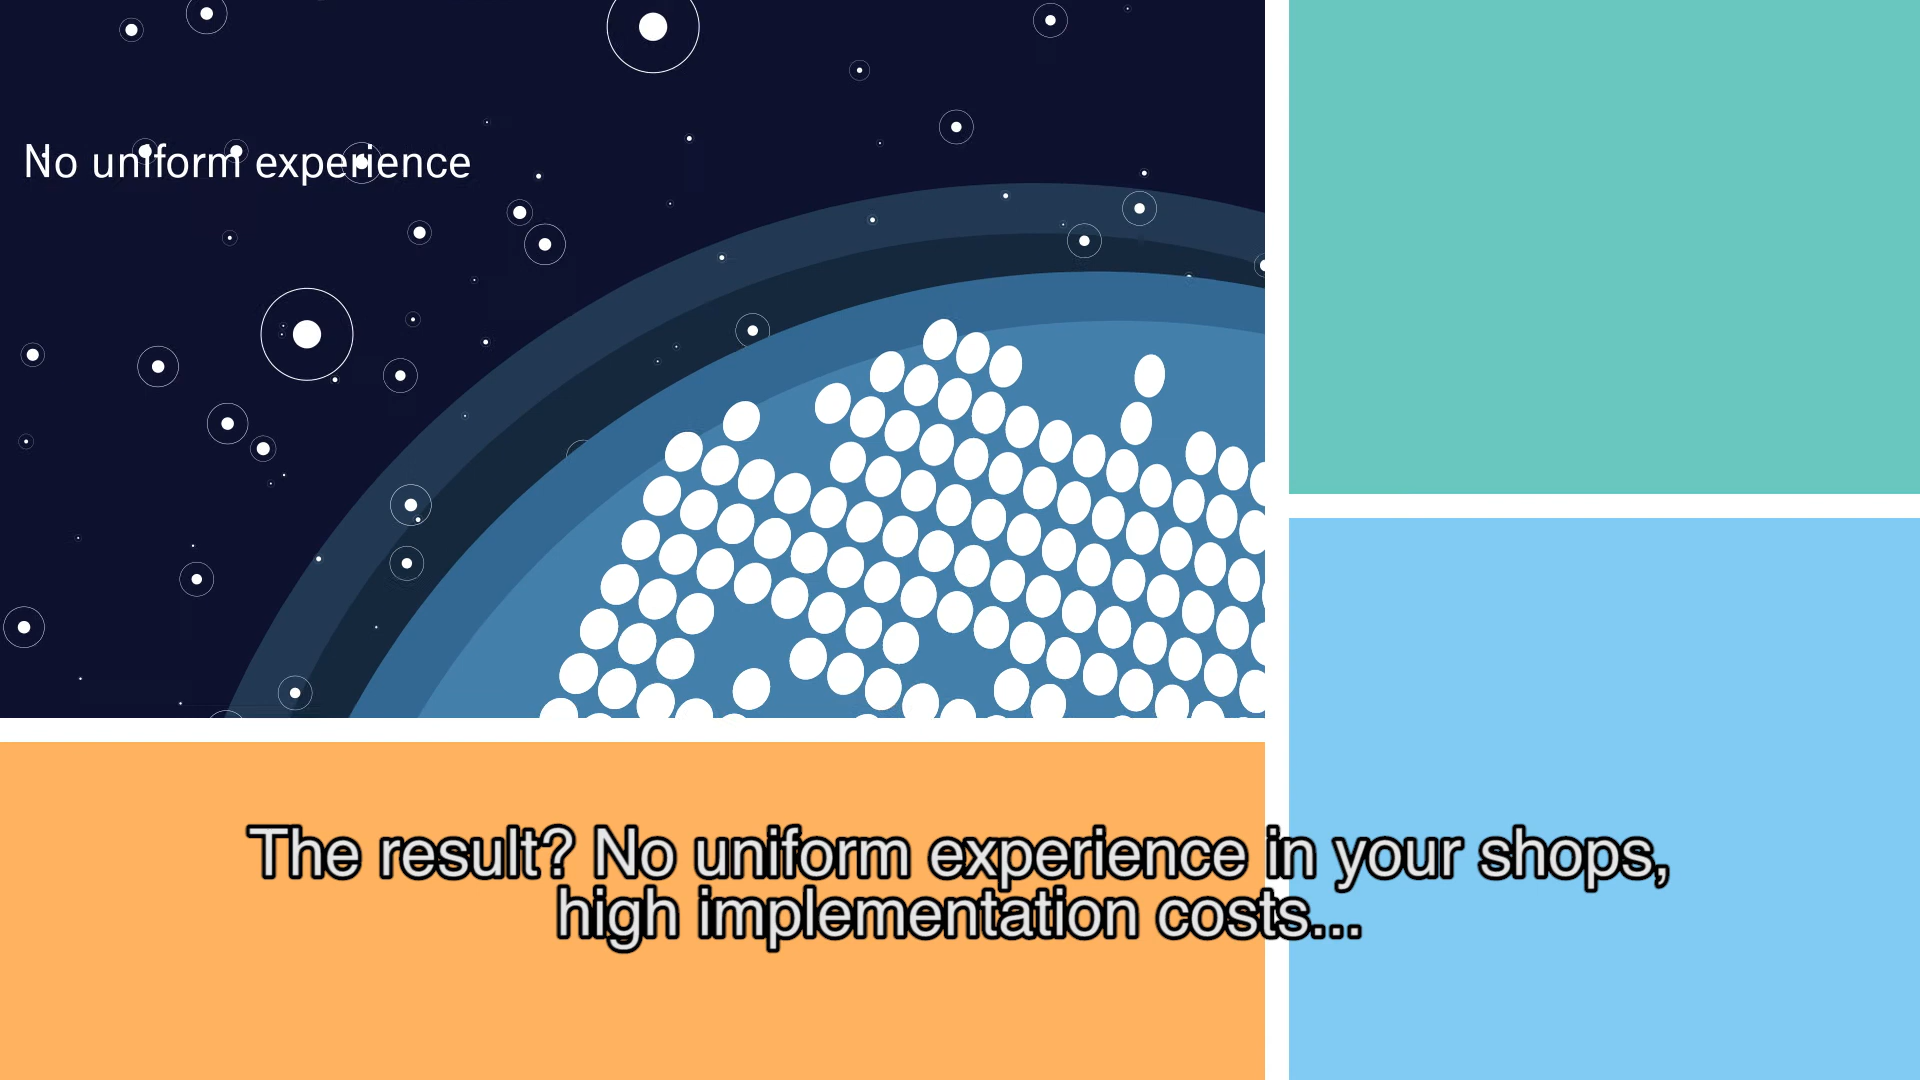 No uniform experience
The result? No uniform experience in your shops,
high implementation costs...